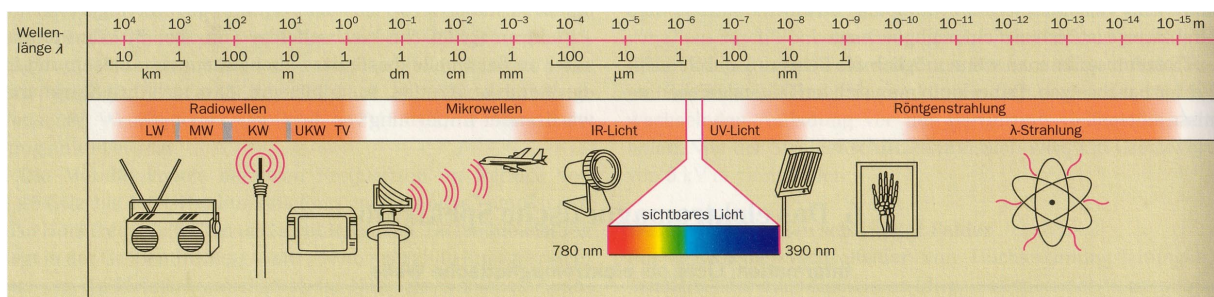 Wellen-
länge λ
10⁴ 10³ 10² 10¹ 10⁰ 10⁻¹ 10⁻² 10⁻³ 10⁻⁴ 10⁻⁵ 10⁻⁶ 10⁻⁷ 10⁻⁸ 10⁻⁹ 10⁻¹⁰ 10⁻¹¹ 10⁻¹² 10⁻¹³ 10⁻¹⁴ 10⁻¹⁵ m
10 1 100 10 1 1 10 1 100 10 1 100 10 1
km m dm cm mm µm nm
Radiowellen Mikrowellen Röntgenstrahlung
LW MW KW UKW TV IR-Licht UV-Licht λ-Strahlung
sichtbares Licht
780 nm 390 nm